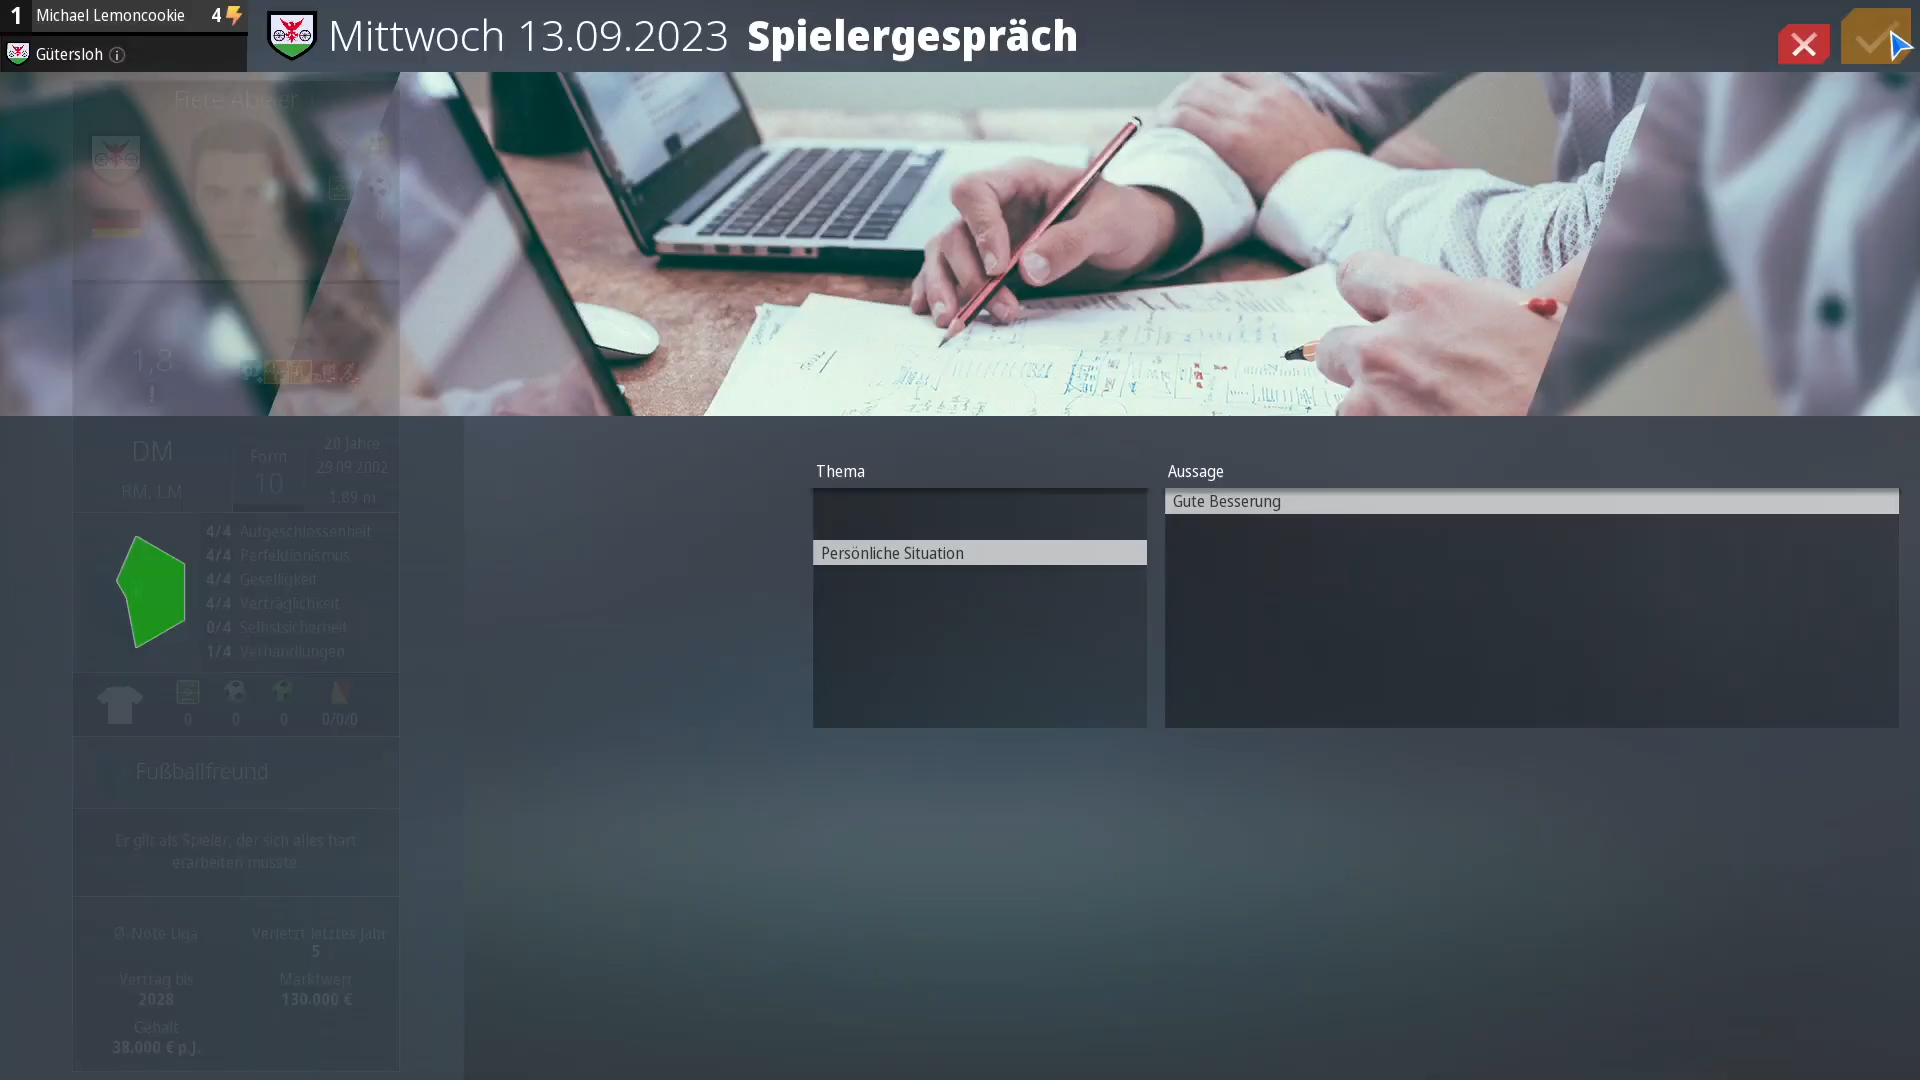 1 Michael Lemoncookie 4
Gütersloh
Mittwoch 13.09.2023 Spielergespräch
1,8
!
DM
RM, LM
Form
10
20 Jahre
29.09.2002
1,89 m
4/4 Aufgeschlossenheit
4/4 Perfektionismus
4/4 Geselligkeit
4/4 Verträglichkeit
0/4 Selbstsicherheit
1/4 Verhandlungen
0 0 0 0/0/0
Fußballfreund
Er gilt als Spieler, der sich alles hart
erarbeiten musste
Ø-Note Liga
Verletzt letztes Jahr
5
Vertrag bis
2028
Marktwert
130.000 €
Gehalt
38.000 € p.J.
Thema
Persönliche Situation
Aussage
Gute Besserung